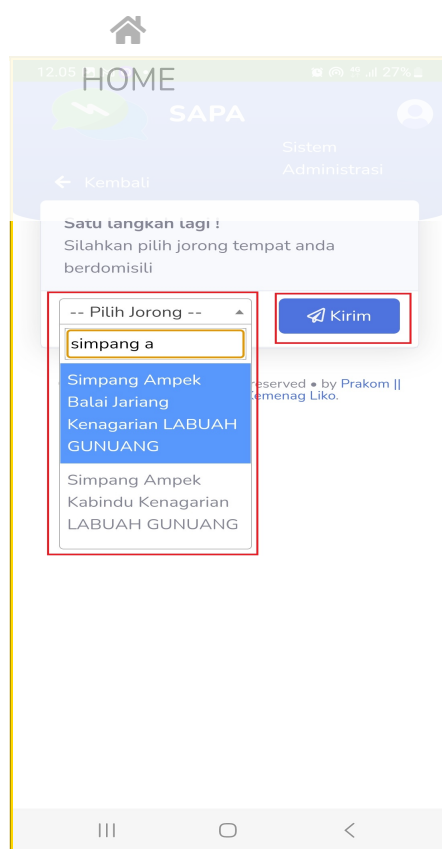 HOME
12.05
27%
SAPA
Sistem
Administrasi
Kembali
Satu langkah lagi !
Silahkan pilih jorong tempat anda
berdomisili
-- Pilih Jorong --
Kirim
simpang a
Simpang Ampek
Balai Jariang
Kenagarian LABUAH
GUNUANG
reserved • by Prakom ||
Kemenag Liko.
Simpang Ampek
Kabindu Kenagarian
LABUAH GUNUANG